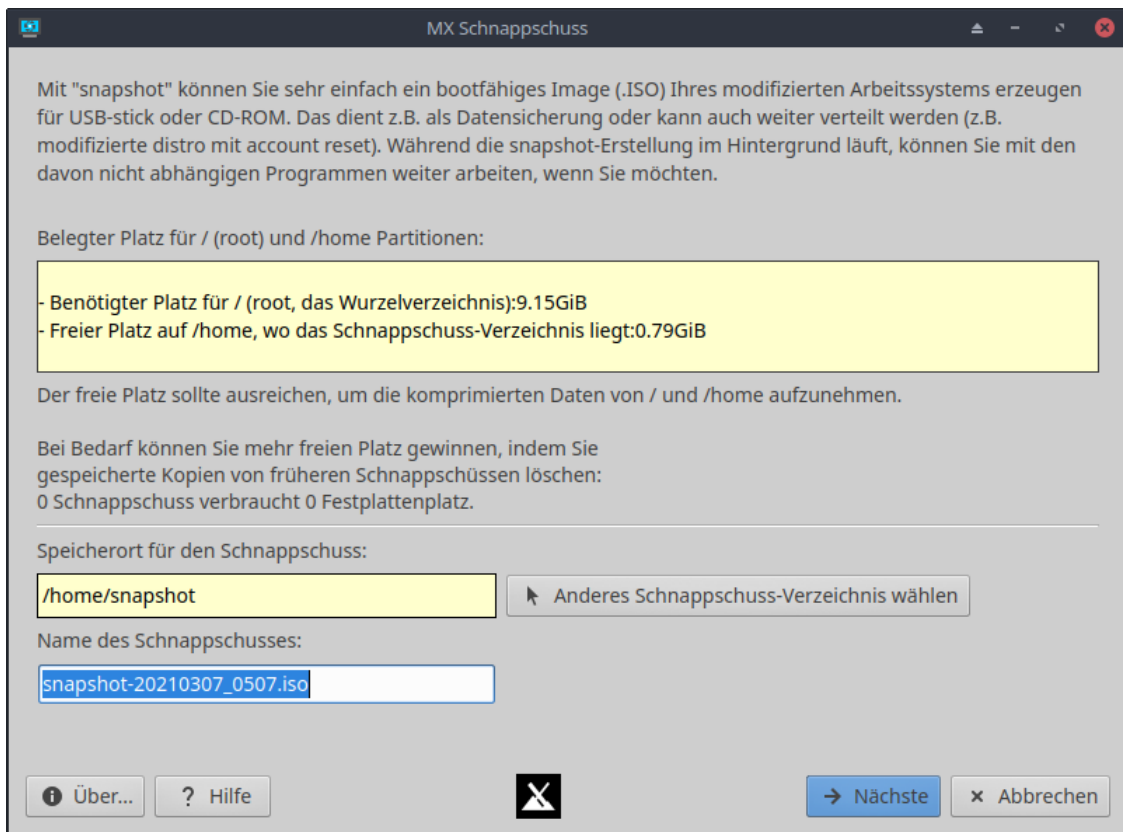 MX Schnappschuss
Mit "snapshot" können Sie sehr einfach ein bootfähiges Image (.ISO) Ihres modifizierten Arbeitssystems erzeugen
für USB-stick oder CD-ROM. Das dient z.B. als Datensicherung oder kann auch weiter verteilt werden (z.B.
modifizierte distro mit account reset). Während die snapshot-Erstellung im Hintergrund läuft, können Sie mit den
davon nicht abhängigen Programmen weiter arbeiten, wenn Sie möchten.
Belegter Platz für / (root) und /home Partitionen:
- Benötigter Platz für / (root, das Wurzelverzeichnis):9.15GiB
- Freier Platz auf /home, wo das Schnappschuss-Verzeichnis liegt:0.79GiB
Der freie Platz sollte ausreichen, um die komprimierten Daten von / und /home aufzunehmen.
Bei Bedarf können Sie mehr freien Platz gewinnen, indem Sie
gespeicherte Kopien von früheren Schnappschüssen löschen:
0 Schnappschuss verbraucht 0 Festplattenplatz.
Speicherort für den Schnappschuss:
/home/snapshot
Anderes Schnappschuss-Verzeichnis wählen
Name des Schnappschusses:
snapshot-20210307_0507.iso
Über...
? Hilfe
Nächste
Abbrechen